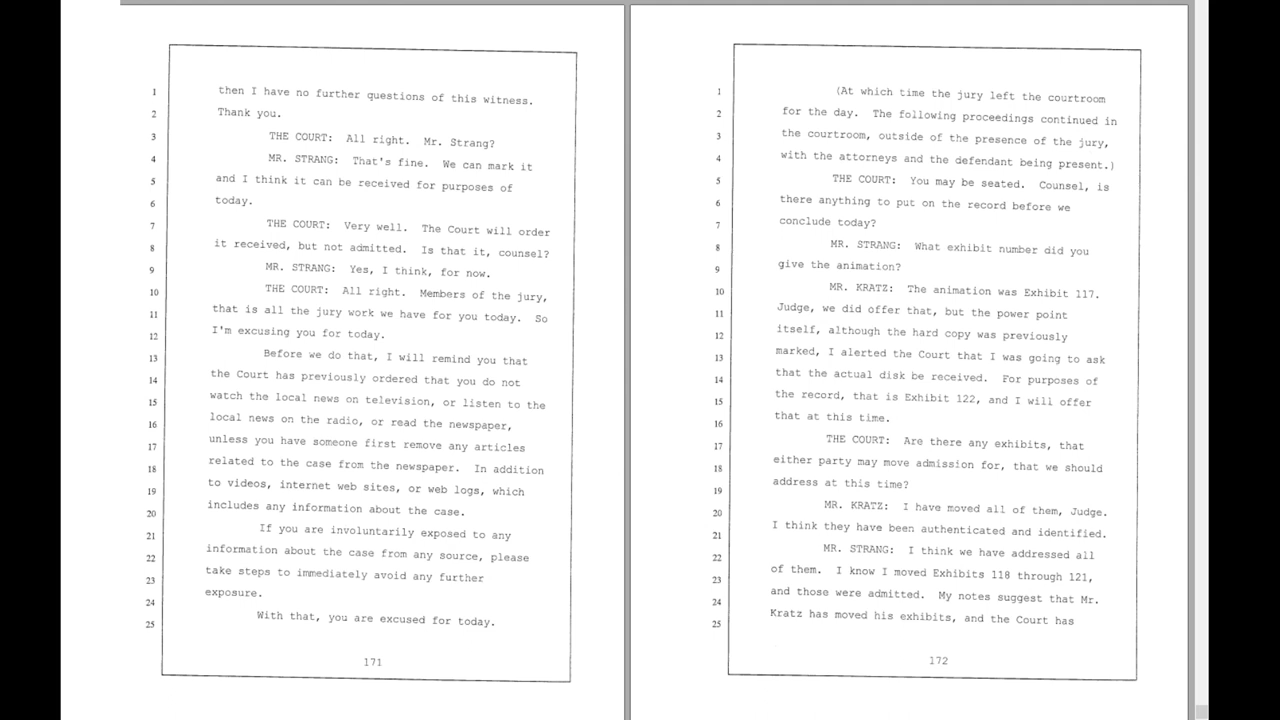 1 then I have no further questions of this witness.
2 Thank you.
3 THE COURT: All right. Mr. Strang?
4 MR. STRANG: That's fine. We can mark it
5 and I think it can be received for purposes of
6 today.
7 THE COURT: Very well. The Court will order
8 it received, but not admitted. Is that it, counsel?
9 MR. STRANG: Yes, I think, for now.
10 THE COURT: All right. Members of the jury,
11 that is all the jury work we have for you today. So
12 I'm excusing you for today.
13 Before we do that, I will remind you that
14 the Court has previously ordered that you do not
15 watch the local news on television, or listen to the
16 local news on the radio, or read the newspaper,
17 unless you have someone first remove any articles
18 related to the case from the newspaper. In addition
19 to videos, internet web sites, or web logs, which
20 includes any information about the case.
21 If you are involuntarily exposed to any
22 information about the case from any source, please
23 take steps to immediately avoid any further
24 exposure.
25 With that, you are excused for today.
171
1 (At which time the jury left the courtroom
2 for the day. The following proceedings continued in
3 the courtroom, outside of the presence of the jury,
4 with the attorneys and the defendant being present.)
5 THE COURT: You may be seated. Counsel, is
6 there anything to put on the record before we
7 conclude today?
8 MR. STRANG: What exhibit number did you
9 give the animation?
10 MR. KRATZ: The animation was Exhibit 117.
11 Judge, we did offer that, but the power point
12 itself, although the hard copy was previously
13 marked, I alerted the Court that I was going to ask
14 that the actual disk be received. For purposes of
15 the record, that is Exhibit 122, and I will offer
16 that at this time.
17 THE COURT: Are there any exhibits, that
18 either party may move admission for, that we should
19 address at this time?
20 MR. KRATZ: I have moved all of them, Judge.
21 I think they have been authenticated and identified.
22 MR. STRANG: I think we have addressed all
23 of them. I know I moved Exhibits 118 through 121,
24 and those were admitted. My notes suggest that Mr.
25 Kratz has moved his exhibits, and the Court has
172